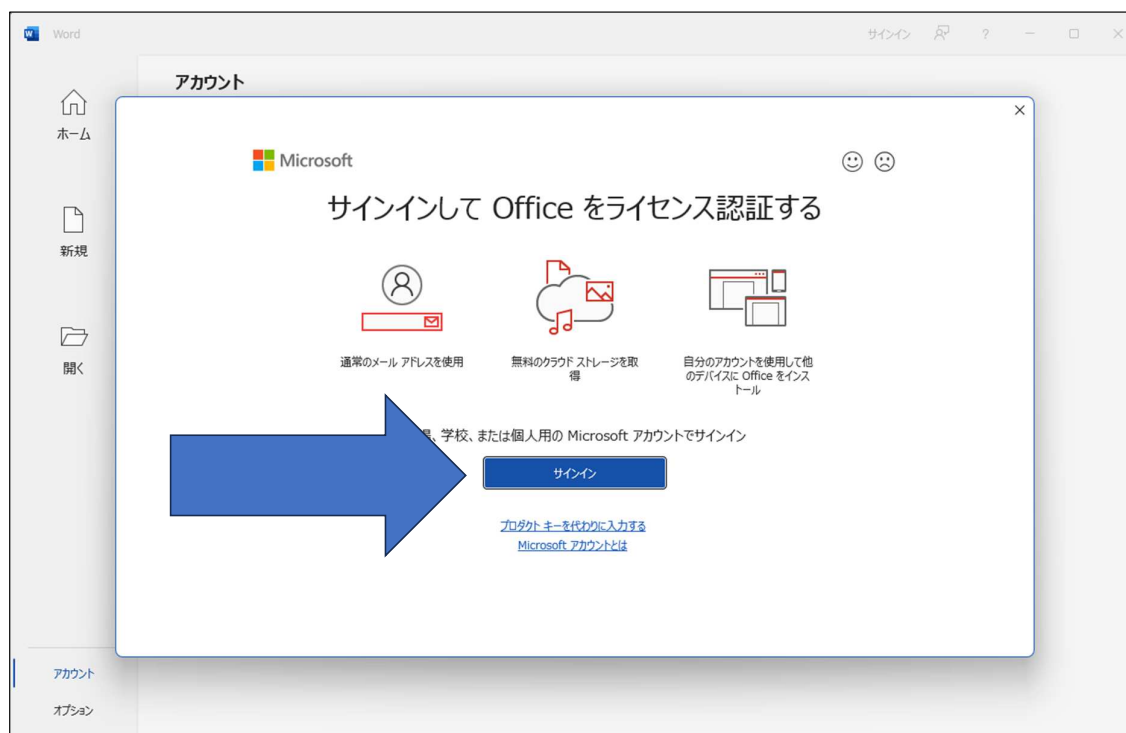 Word
サインイン
?
アカウント
ホーム
新規
開く
Microsoft
サインインして Office をライセンス認証する
通常のメール アドレスを使用
無料のクラウド ストレージを取
得
自分のアカウントを使用して他
のデバイスに Office をインス
トール
、学校、または個人用の Microsoft アカウントでサインイン
サインイン
プロダクト キーを代わりに入力する
Microsoft アカウントとは
アカウント
オプション